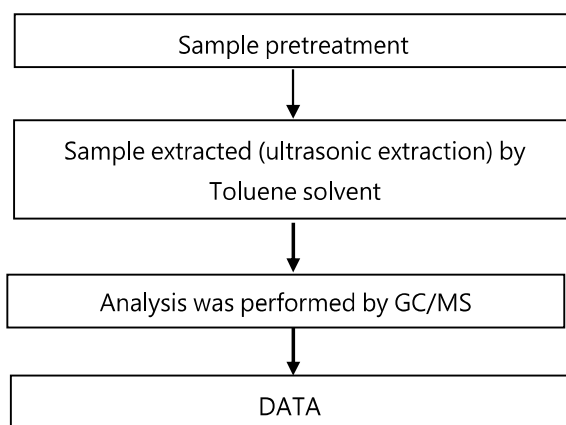 Sample pretreatment
Sample extracted (ultrasonic extraction) by
Toluene solvent
Analysis was performed by GC/MS
DATA